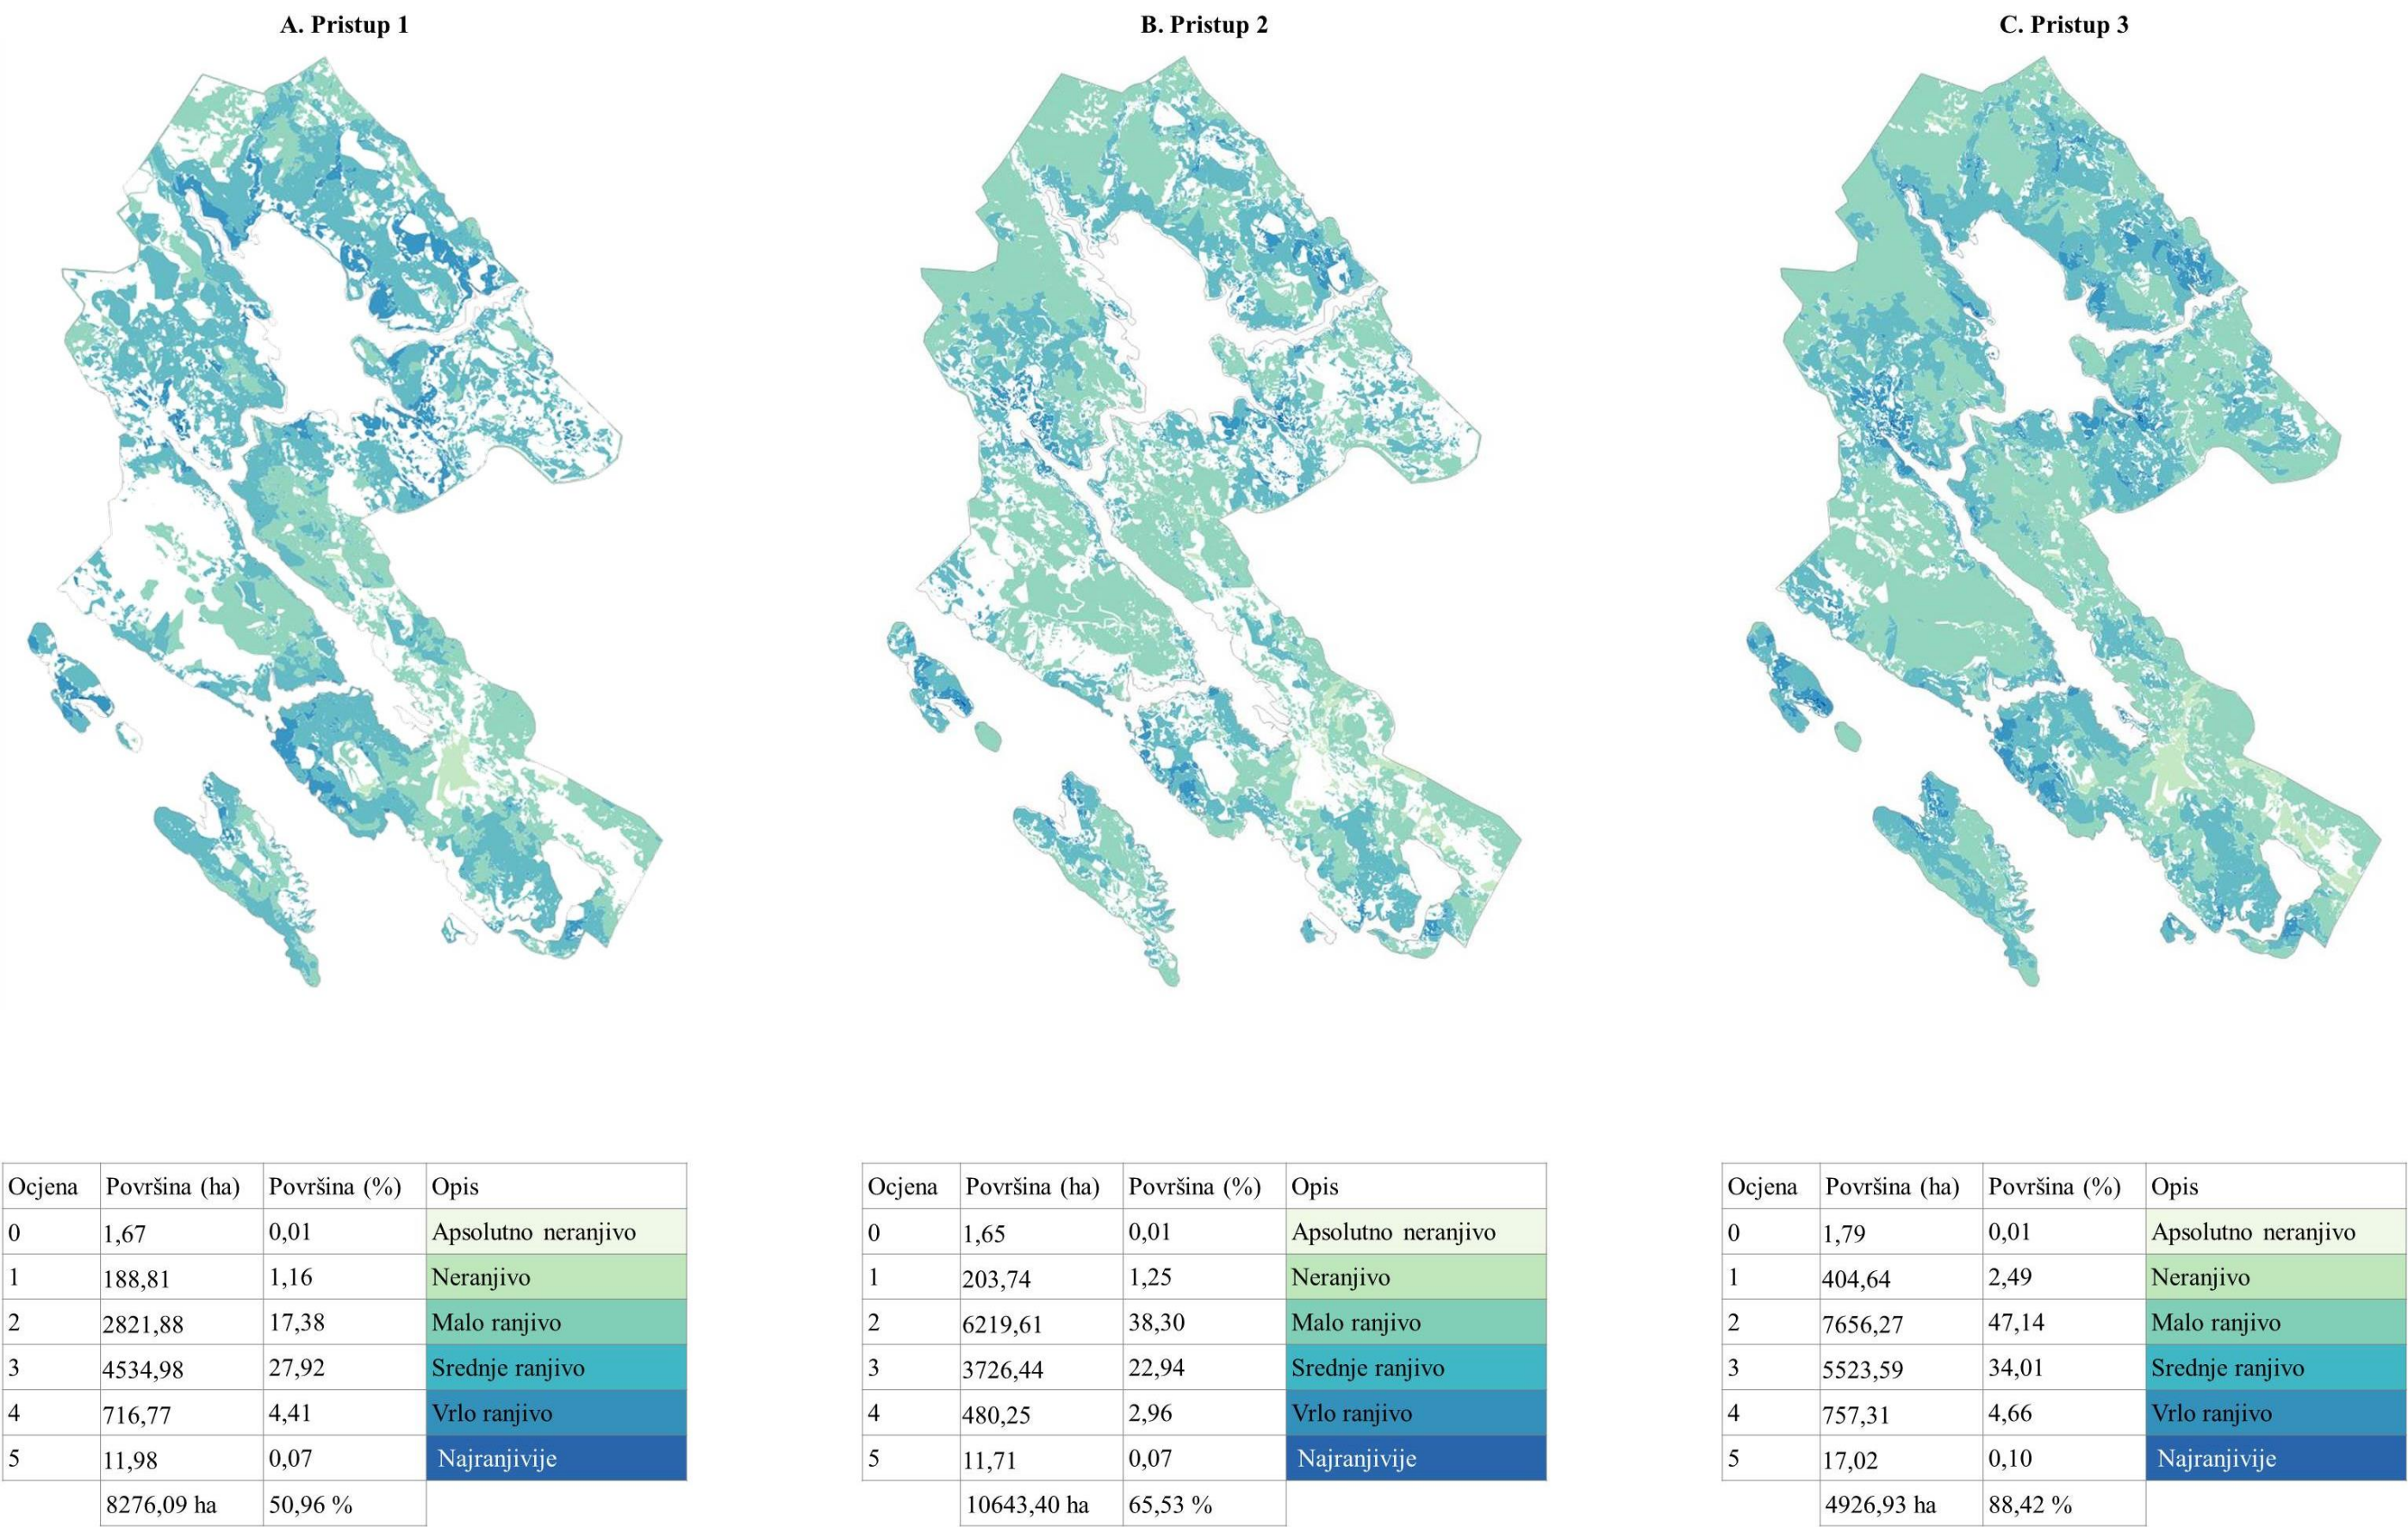 A. Pristup 1
B. Pristup 2
C. Pristup 3
Ocjena Površina (ha) Površina (%) Opis
0 1,67 0,01 Apsolutno neranjivo
1 188,81 1,16 Neranjivo
2 2821,88 17,38 Malo ranjivo
3 4534,98 27,92 Srednje ranjivo
4 716,77 4,41 Vrlo ranjivo
5 11,98 0,07 Najranjivije
8276,09 ha 50,96 %
Ocjena Površina (ha) Površina (%) Opis
0 1,65 0,01 Apsolutno neranjivo
1 203,74 1,25 Neranjivo
2 6219,61 38,30 Malo ranjivo
3 3726,44 22,94 Srednje ranjivo
4 480,25 2,96 Vrlo ranjivo
5 11,71 0,07 Najranjivije
10643,40 ha 65,53 %
Ocjena Površina (ha) Površina (%) Opis
0 1,79 0,01 Apsolutno neranjivo
1 404,64 2,49 Neranjivo
2 7656,27 47,14 Malo ranjivo
3 5523,59 34,01 Srednje ranjivo
4 757,31 4,66 Vrlo ranjivo
5 17,02 0,10 Najranjivije
4926,93 ha 88,42 %